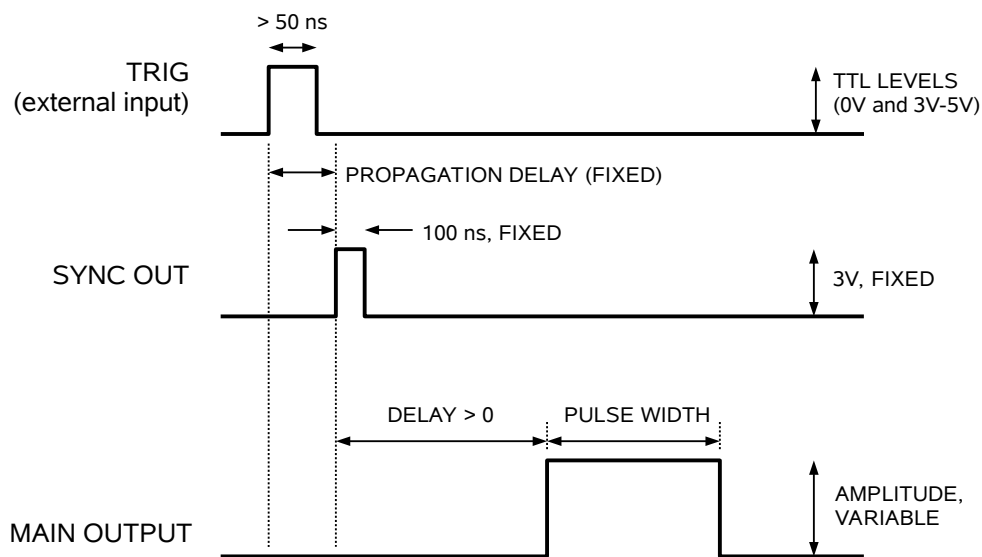 > 50 ns
TRIG
(external input)
TTL LEVELS
(0V and 3V-5V)
PROPAGATION DELAY (FIXED)
100 ns, FIXED
SYNC OUT
3V, FIXED
DELAY > 0
PULSE WIDTH
AMPLITUDE,
VARIABLE
MAIN OUTPUT